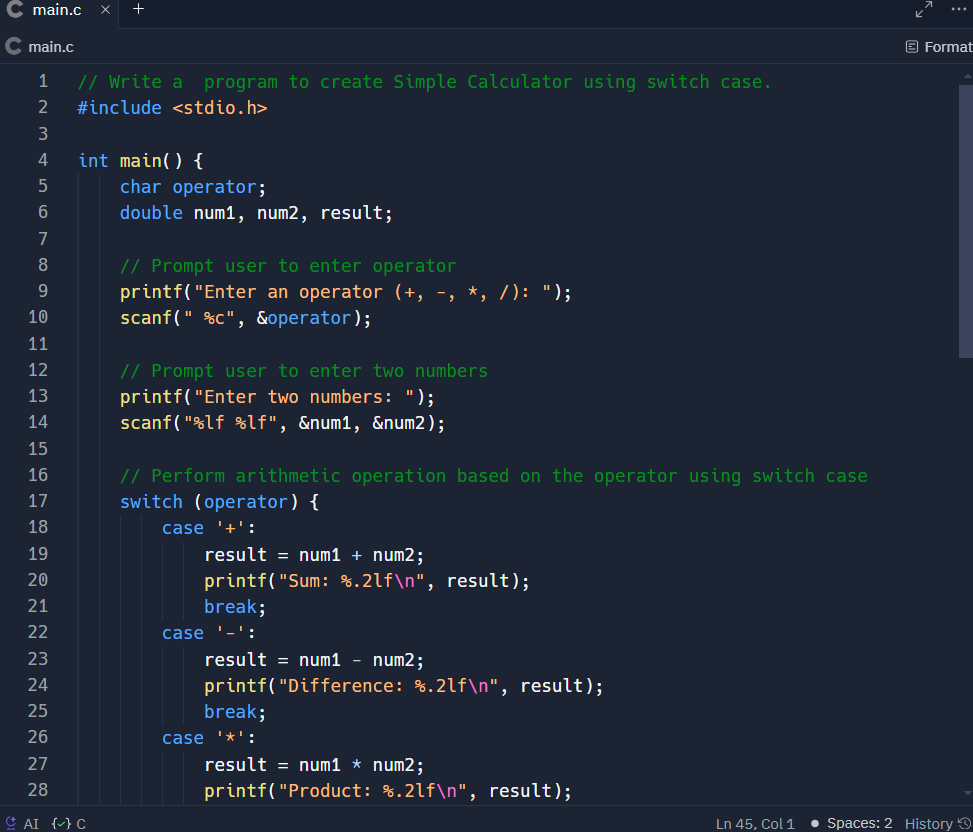 main.c × +
main.c Format
1 // Write a  program to create Simple Calculator using switch case.
2 #include <stdio.h>
3
4 int main() {
5     char operator;
6     double num1, num2, result;
7
8     // Prompt user to enter operator
9     printf("Enter an operator (+, -, *, /): ");
10     scanf(" %c", &operator);
11
12     // Prompt user to enter two numbers
13     printf("Enter two numbers: ");
14     scanf("%lf %lf", &num1, &num2);
15
16     // Perform arithmetic operation based on the operator using switch case
17     switch (operator) {
18         case '+':
19             result = num1 + num2;
20             printf("Sum: %.2lf\n", result);
21             break;
22         case '-':
23             result = num1 - num2;
24             printf("Difference: %.2lf\n", result);
25             break;
26         case '*':
27             result = num1 * num2;
28             printf("Product: %.2lf\n", result);
AI {✓} C Ln 45, Col 1 ● Spaces: 2 History